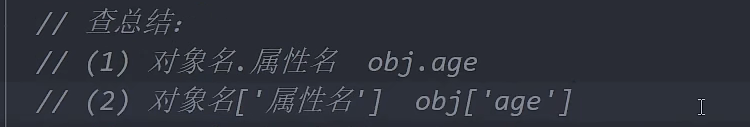 // 查总结：
// (1) 对象名.属性名 obj.age
// (2) 对象名['属性名'] obj['age']